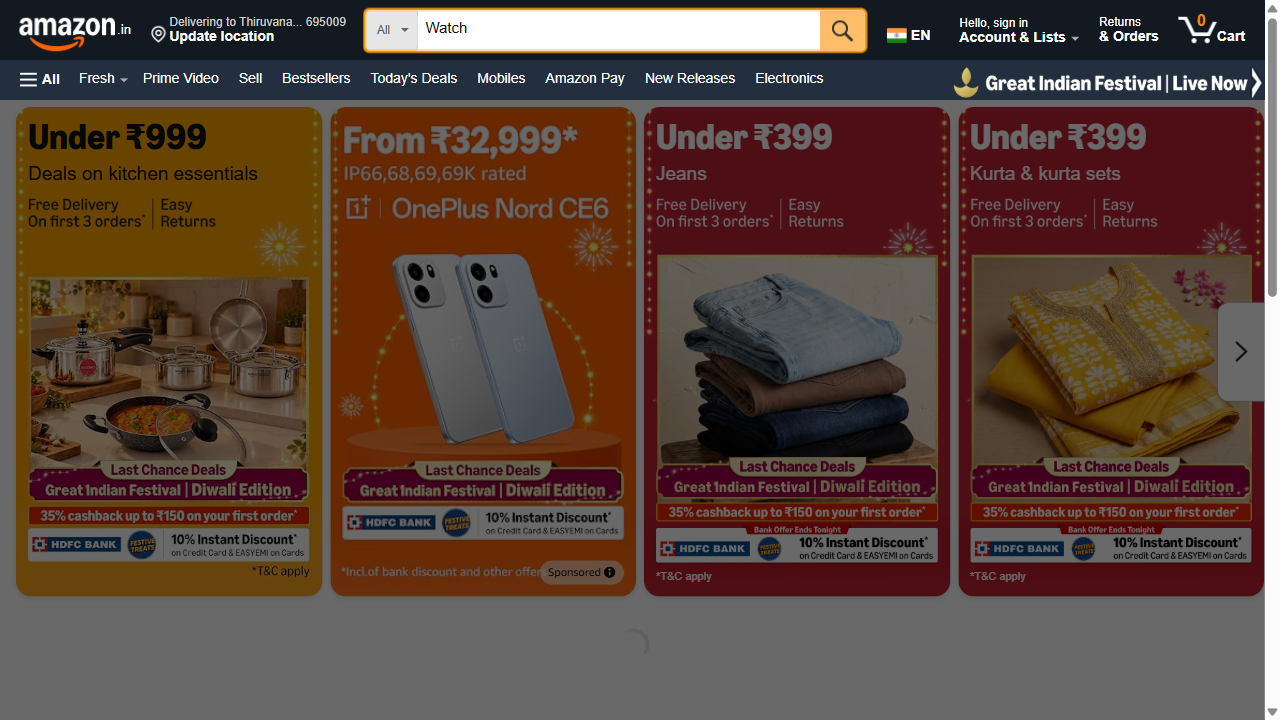 amazon.in
Delivering to Thiruvana... 695009
Update location
All
Watch
EN
Hello, sign in
Account & Lists
Returns
& Orders
0
Cart
All
Fresh
Prime Video
Sell
Bestsellers
Today's Deals
Mobiles
Amazon Pay
New Releases
Electronics
Great Indian Festival | Live Now
Under ₹999
Deals on kitchen essentials
Free Delivery
On first 3 orders*
Easy
Returns
Last Chance Deals
Great Indian Festival | Diwali Edition
35% cashback up to ₹150 on your first order*
HDFC BANK
FESTIVE
TREATS
10% Instant Discount*
on Credit Card & EASYEMI on Cards
*T&C apply
From ₹32,999*
IP66,68,69,69K rated
1+ | OnePlus Nord CE6
Last Chance Deals
Great Indian Festival | Diwali Edition
HDFC BANK
FESTIVE
TREATS
10% Instant Discount*
on Credit Card & EASYEMI on Cards
*Incl.of bank discount and other offers
Sponsored
Under ₹399
Jeans
Free Delivery
On first 3 orders*
Easy
Returns
Last Chance Deals
Great Indian Festival | Diwali Edition
35% cashback up to ₹150 on your first order*
Bank Offer Ends Tonight
HDFC BANK
FESTIVE
TREATS
10% Instant Discount*
on Credit Card & EASYEMI on Cards
*T&C apply
Under ₹399
Kurta & kurta sets
Free Delivery
On first 3 orders*
Easy
Returns
Last Chance Deals
Great Indian Festival | Diwali Edition
35% cashback up to ₹150 on your first order*
Bank Offer Ends Tonight
HDFC BANK
FESTIVE
TREATS
10% Instant Discount*
on Credit Card & EASYEMI on Cards
*T&C apply